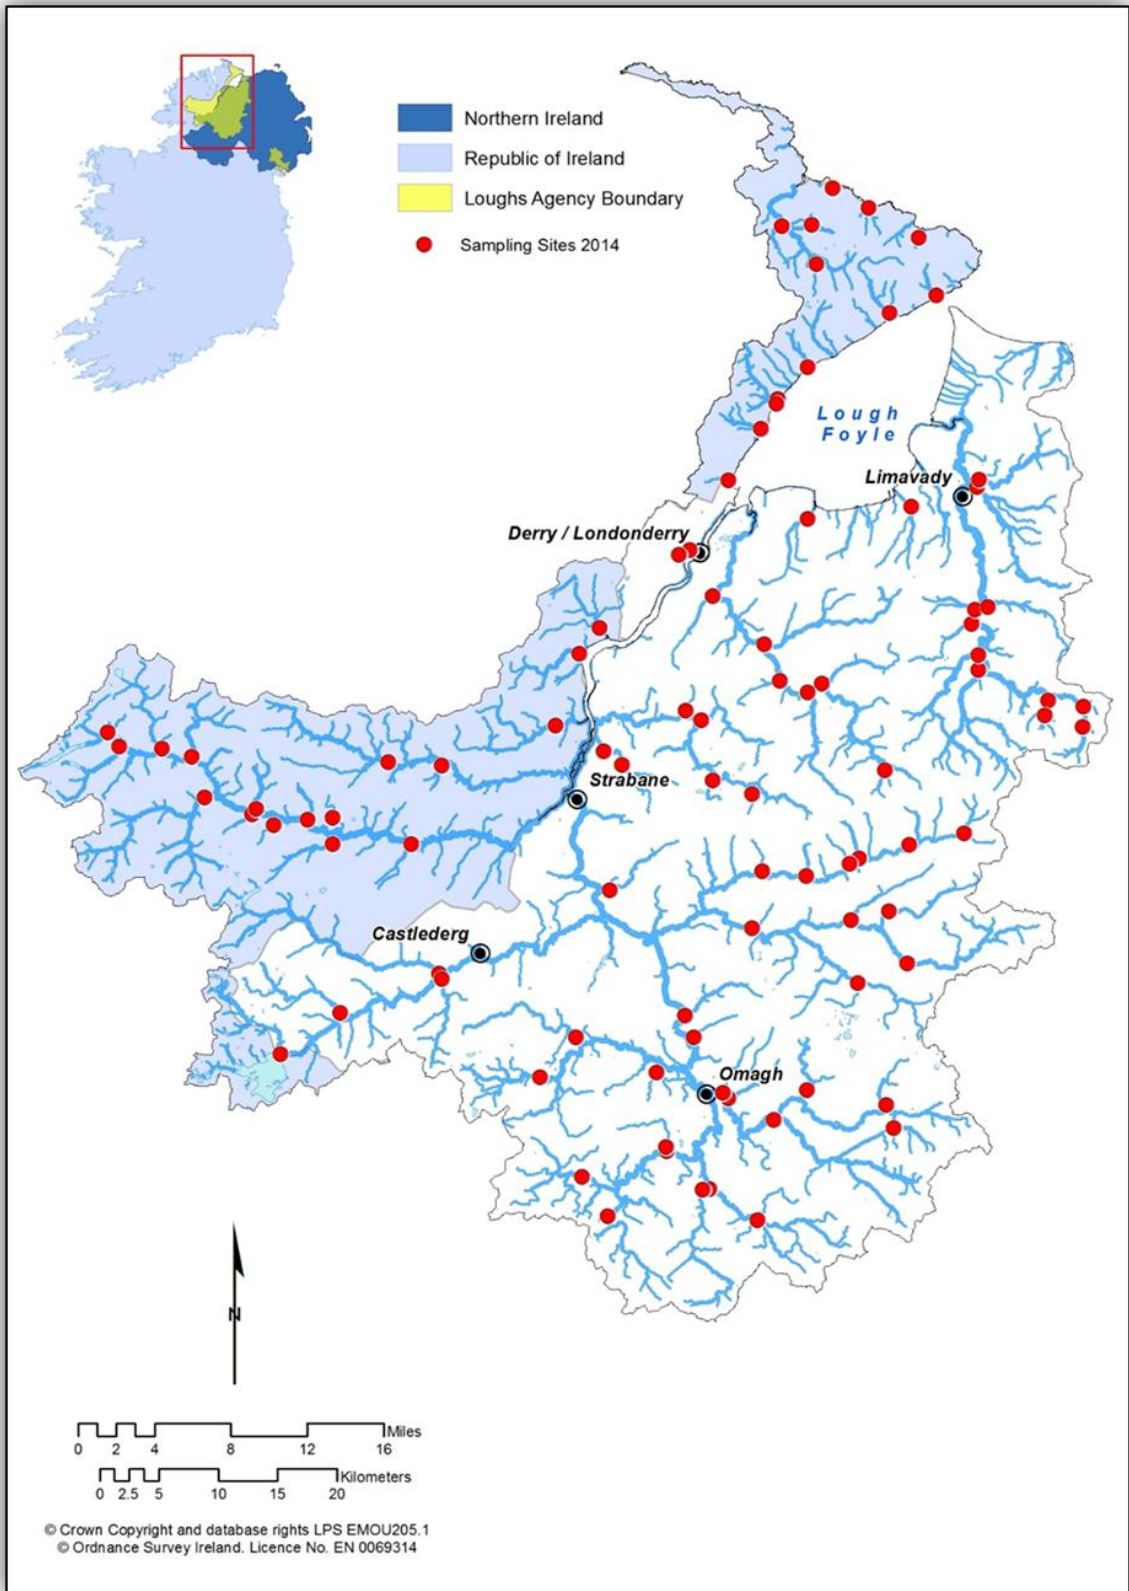 Northern Ireland
Republic of Ireland
Loughs Agency Boundary
Sampling Sites 2014
Lough
Foyle
Limavady
Derry / Londonderry
Strabane
Castlederg
Omagh
N
0 2 4 8 12 16 Miles
0 2.5 5 10 15 20 Kilometers
© Crown Copyright and database rights LPS EMOU205.1
© Ordnance Survey Ireland. Licence No. EN 0069314